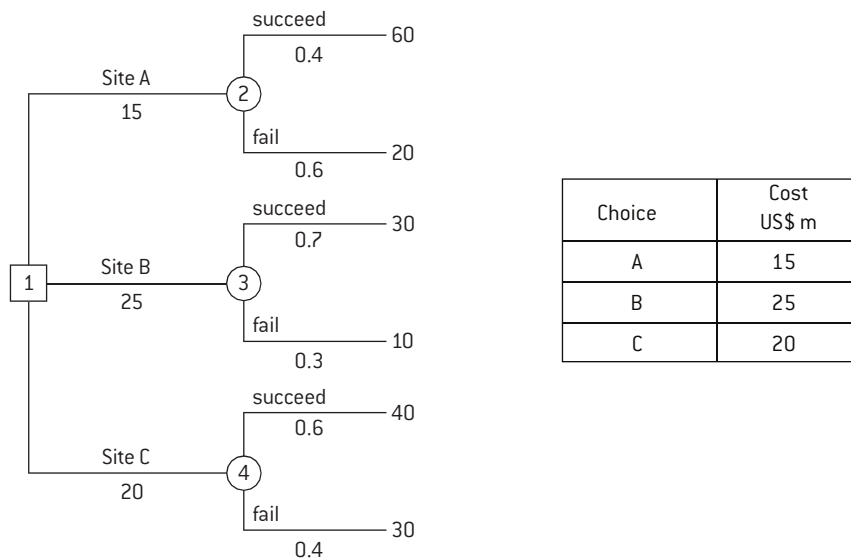 succeed
60
0.4
Site A
2
15
fail
20
0.6
succeed
30
0.7
Site B
1
3
25
fail
10
0.3
succeed
40
0.6
Site C
4
20
fail
30
0.4
Choice Cost
US$ m
A 15
B 25
C 20